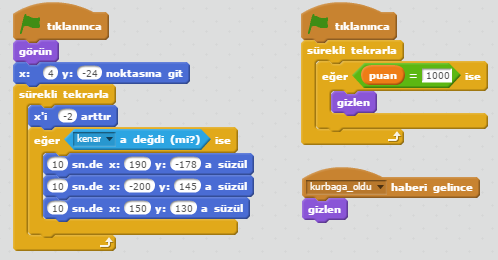 tıklanınca
görün
x: 4 y: -24 noktasına git
sürekli tekrarla
x'i -2 arttır
eğer kenar a değdi (mi?) ise
10 sn.de x: 190 y: -178 a süzül
10 sn.de x: -200 y: 145 a süzül
10 sn.de x: 150 y: 130 a süzül
tıklanınca
sürekli tekrarla
eğer puan = 1000 ise
gizlen
kurbaga_oldu haberi gelince
gizlen